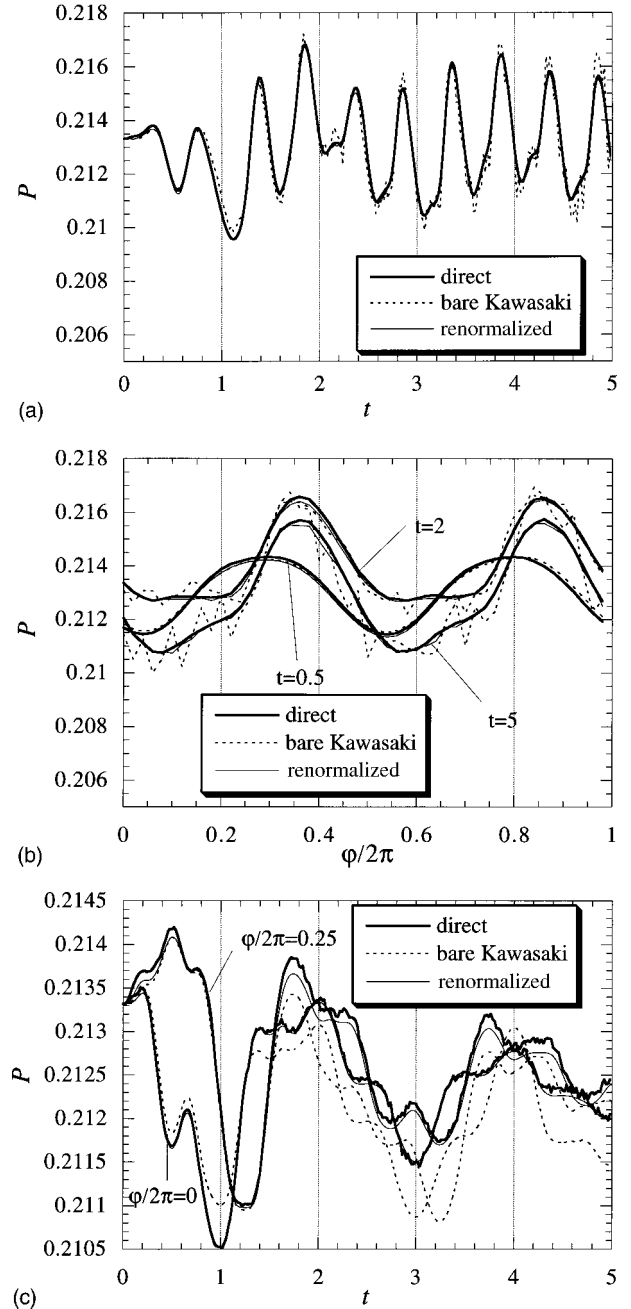 0.218
0.216
0.214
0.212
0.21
0.208
0.206
P
direct
bare Kawasaki
renormalized
0 1 2 3 4 5
(a) t
0.218
0.216
0.214
0.212
0.21
0.208
0.206
P
t=2
t=0.5
t=5
direct
bare Kawasaki
renormalized
0 0.2 0.4 0.6 0.8 1
(b) φ/2π
0.2145
0.214
0.2135
0.213
0.2125
0.212
0.2115
0.211
0.2105
P
φ/2π=0.25
direct
bare Kawasaki
renormalized
φ/2π=0
0 1 2 3 4 5
(c) t